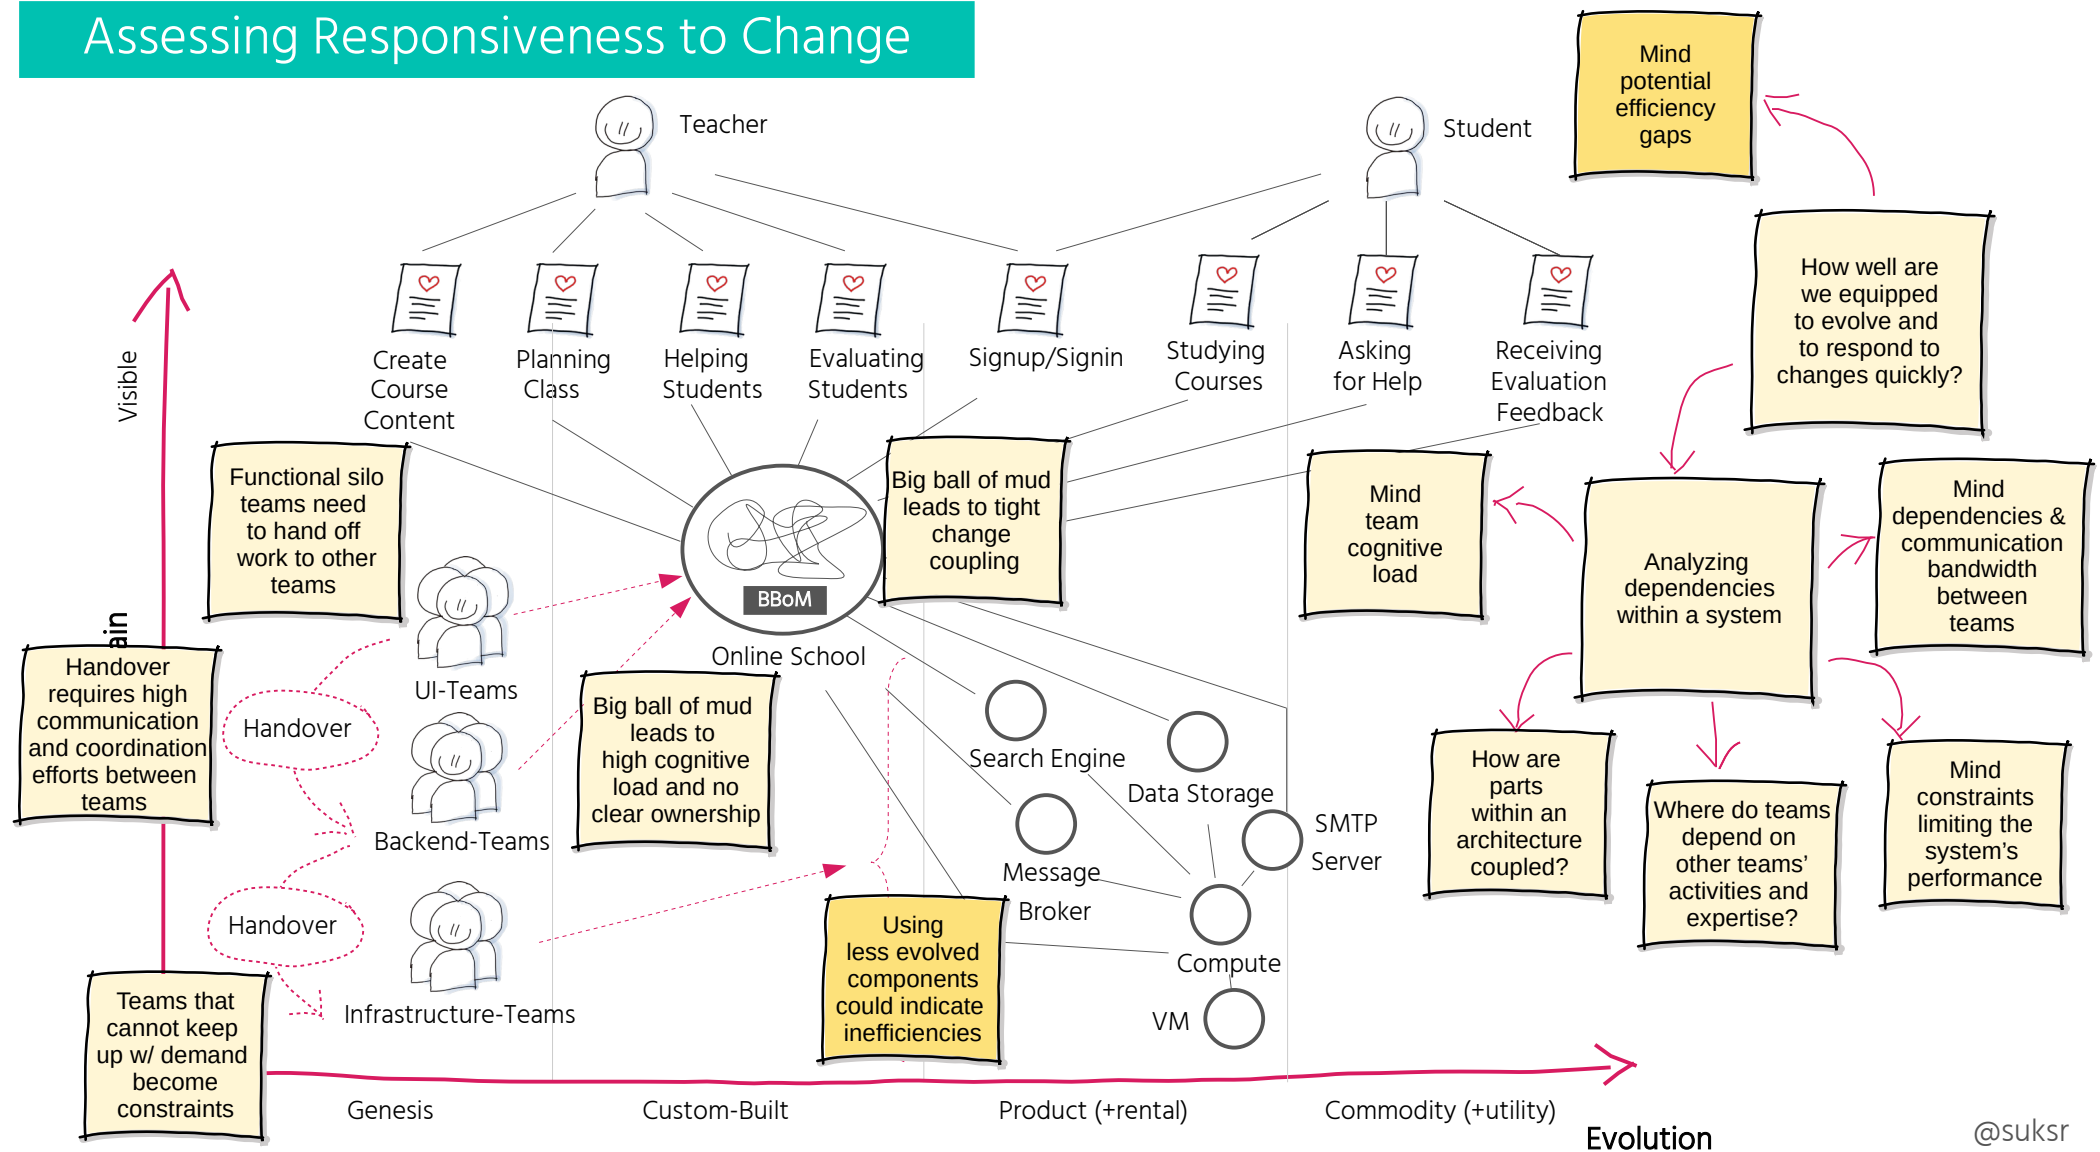 Assessing Responsiveness to Change
Teacher
Student
Mind
potential
efficiency
gaps
How well are
we equipped
to evolve and
to respond to
changes quickly?
Create
Course
Content
Planning
Class
Helping
Students
Evaluating
Students
Signup/Signin
Studying
Courses
Asking
for Help
Receiving
Evaluation
Feedback
Visible
Functional silo
teams need
to hand off
work to other
teams
Big ball of mud
leads to tight
change
coupling
BBoM
Online School
Mind
team
cognitive
load
Analyzing
dependencies
within a system
Mind
dependencies &
communication
bandwidth
between
teams
ain
Handover
requires high
communication
and coordination
efforts between
teams
Handover
UI-Teams
Big ball of mud
leads to
high cognitive
load and no
clear ownership
Backend-Teams
Handover
Infrastructure-Teams
Search Engine
Data Storage
SMTP
Server
Message
Broker
Compute
VM
Using
less evolved
components
could indicate
inefficiencies
How are
parts
within an
architecture
coupled?
Where do teams
depend on
other teams’
activities and
expertise?
Mind
constraints
limiting the
system’s
performance
Teams that
cannot keep
up w/ demand
become
constraints
Genesis
Custom-Built
Product (+rental)
Commodity (+utility)
Evolution
@suksr